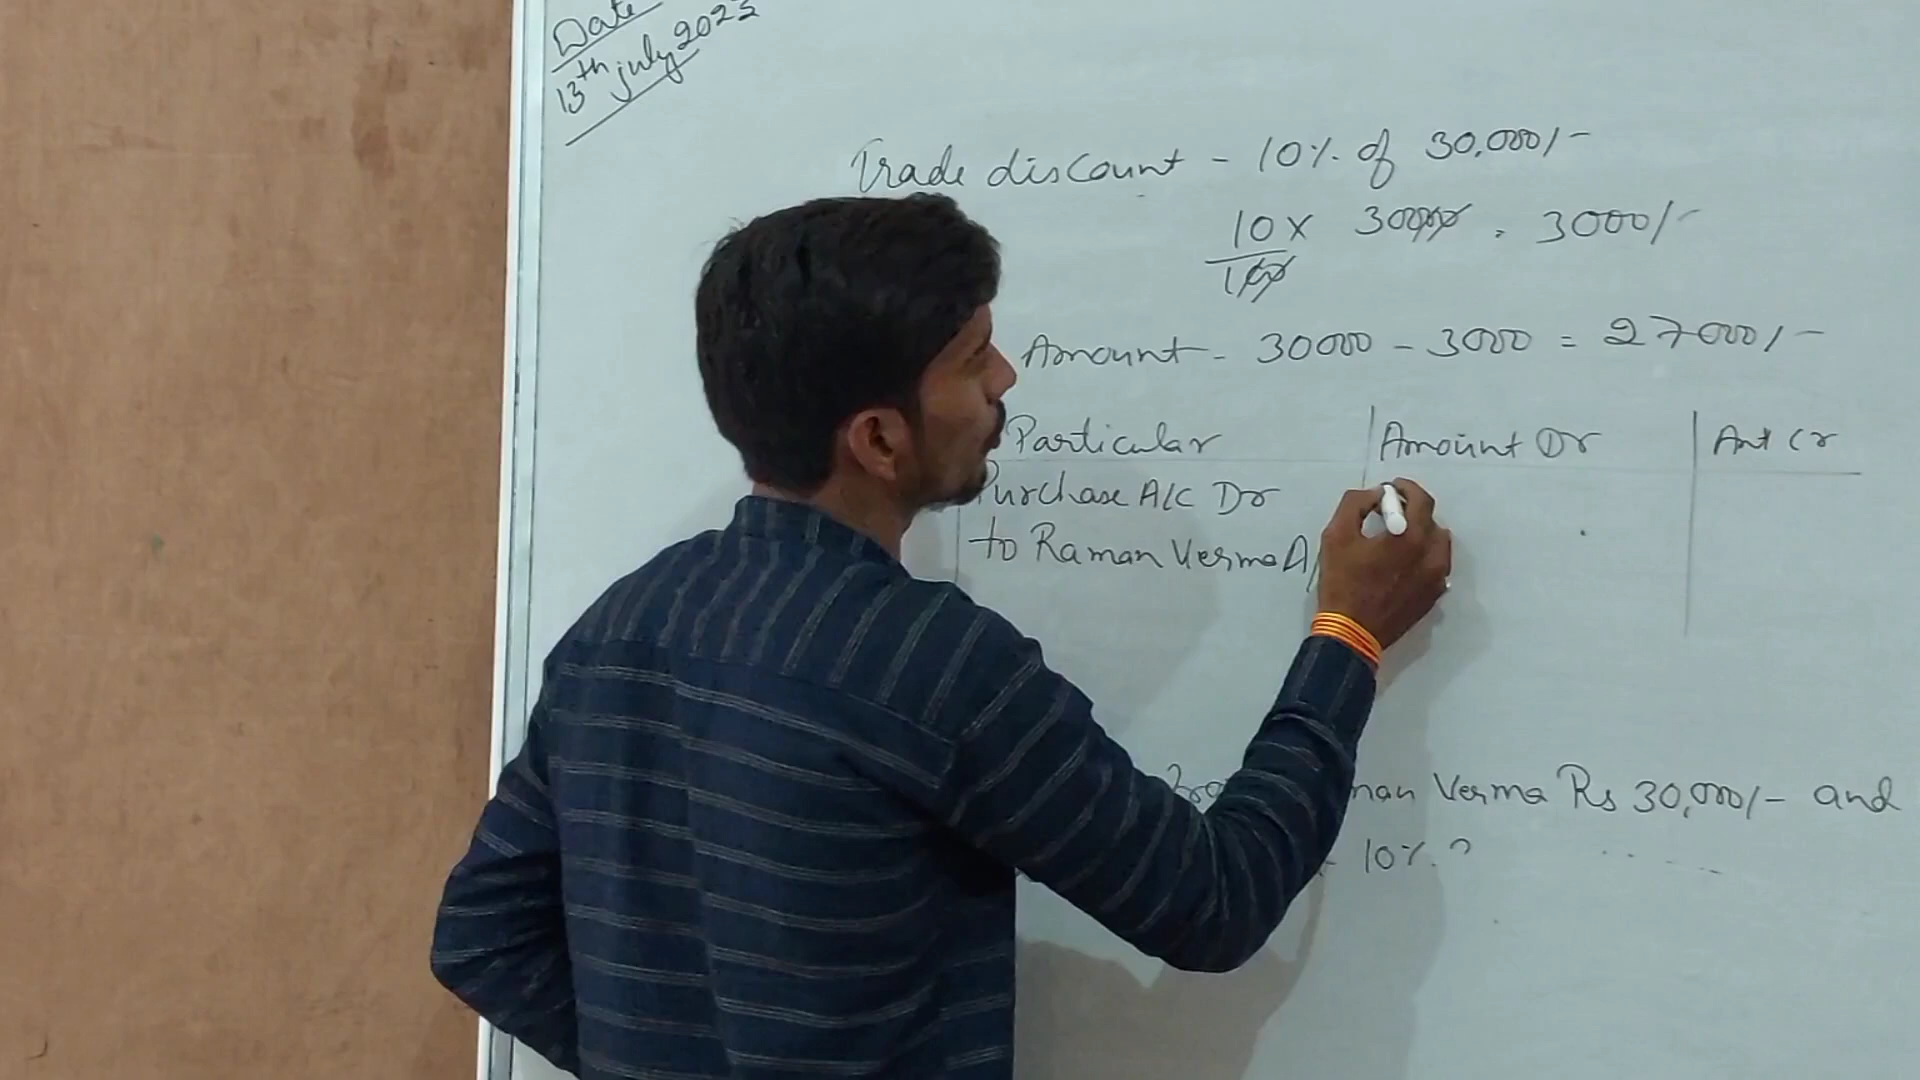 Date
13th july 2023
Trade discount - 10% of 30,000/-
10 x 30000 = 3000/-
100
Amount - 30000 - 3000 = 27000/-
Particular Amount Dr Amt Cr
Purchase A/C Dr
to Raman Verma A/
Verma Rs 30,000/- and
10%?